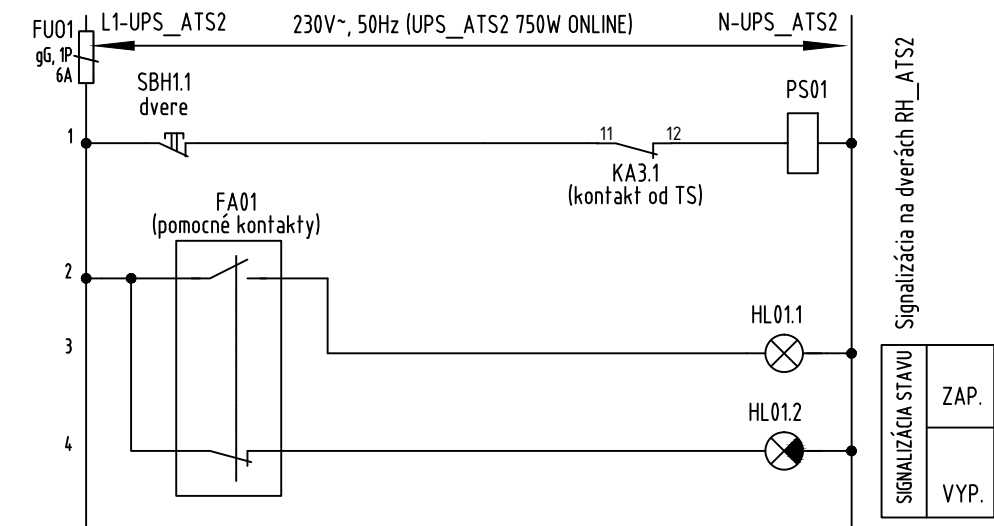 L1-UPS_ATS2
230V~, 50Hz (UPS_ATS2 750W ONLINE)
N-UPS_ATS2
FU01
gG, 1P
6A
SBH1.1
dvere
PS01
1
11
12
KA3.1
(kontakt od TS)
FA01
(pomocné kontakty)
2
HL01.1
3
HL01.2
4
Signalizácia na dverách RH_ATS2
SIGNALIZÁCIA STAVU
ZAP.
VYP.